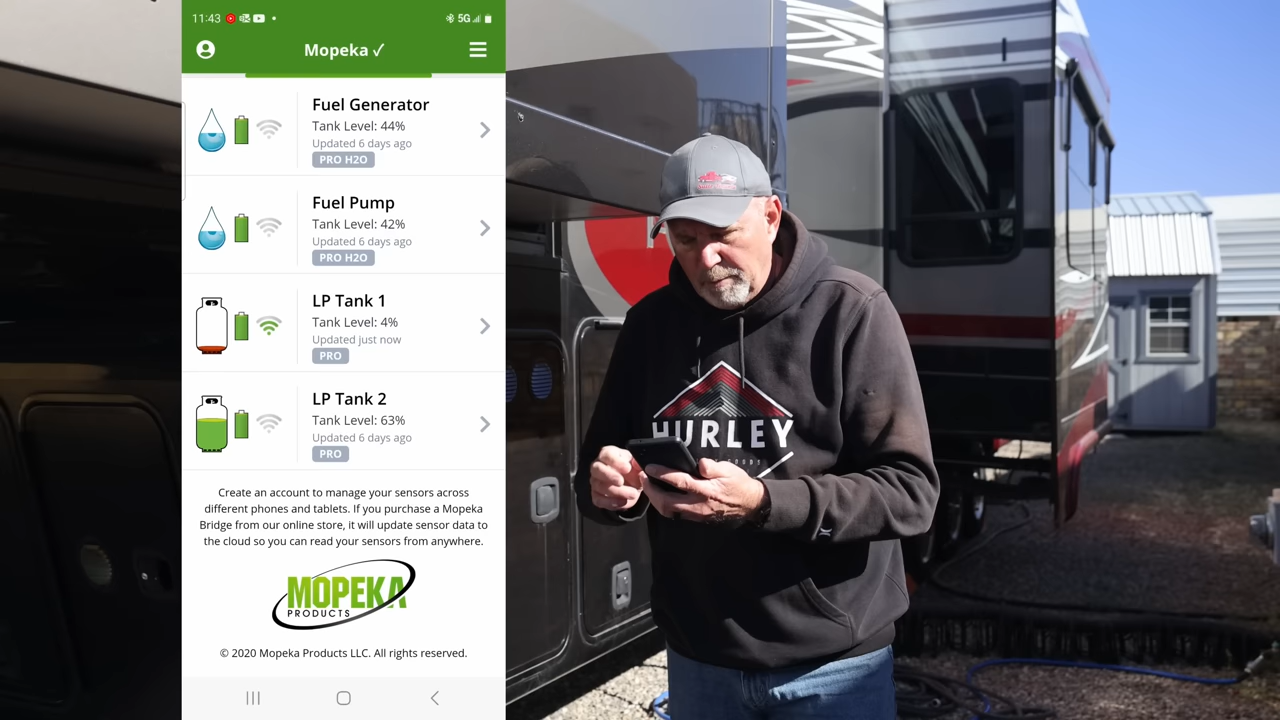 11:43
5G
Mopeka ✓
Fuel Generator
Tank Level: 44%
Updated 6 days ago
PRO H2O
Fuel Pump
Tank Level: 42%
Updated 6 days ago
PRO H2O
LP Tank 1
Tank Level: 4%
Updated just now
PRO
LP Tank 2
Tank Level: 63%
Updated 6 days ago
PRO
Create an account to manage your sensors across
different phones and tablets. If you purchase a Mopeka
Bridge from our online store, it will update sensor data to
the cloud so you can read your sensors from anywhere.
MOPEKA
PRODUCTS
© 2020 Mopeka Products LLC. All rights reserved.
HURLEY